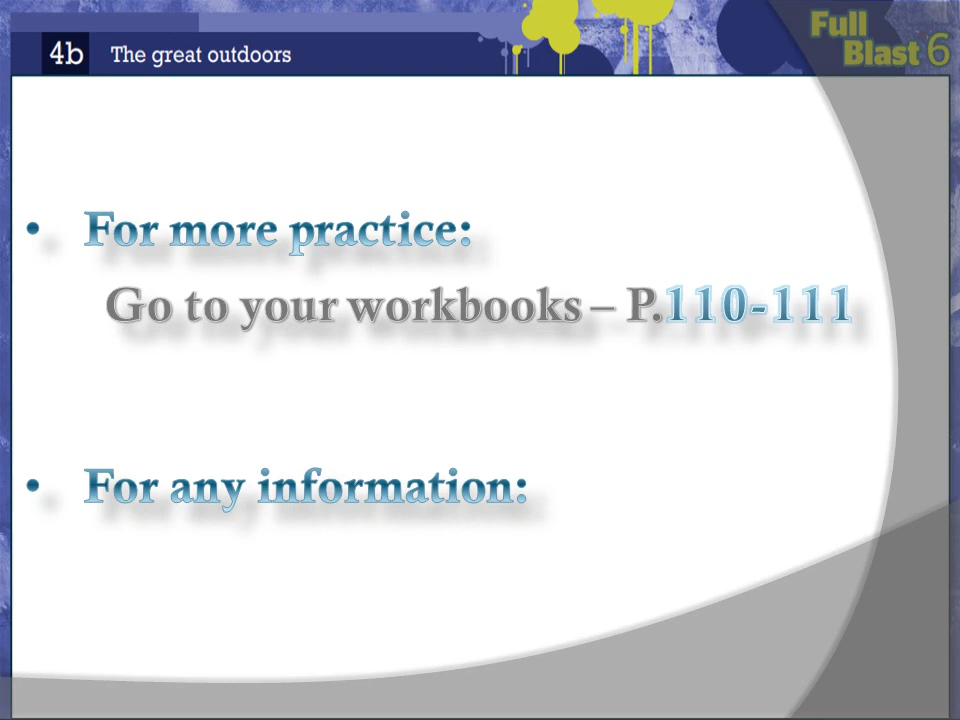 4b The great outdoors
Full
Blast 6
• For more practice:
Go to your workbooks – P.110-111
• For any information: